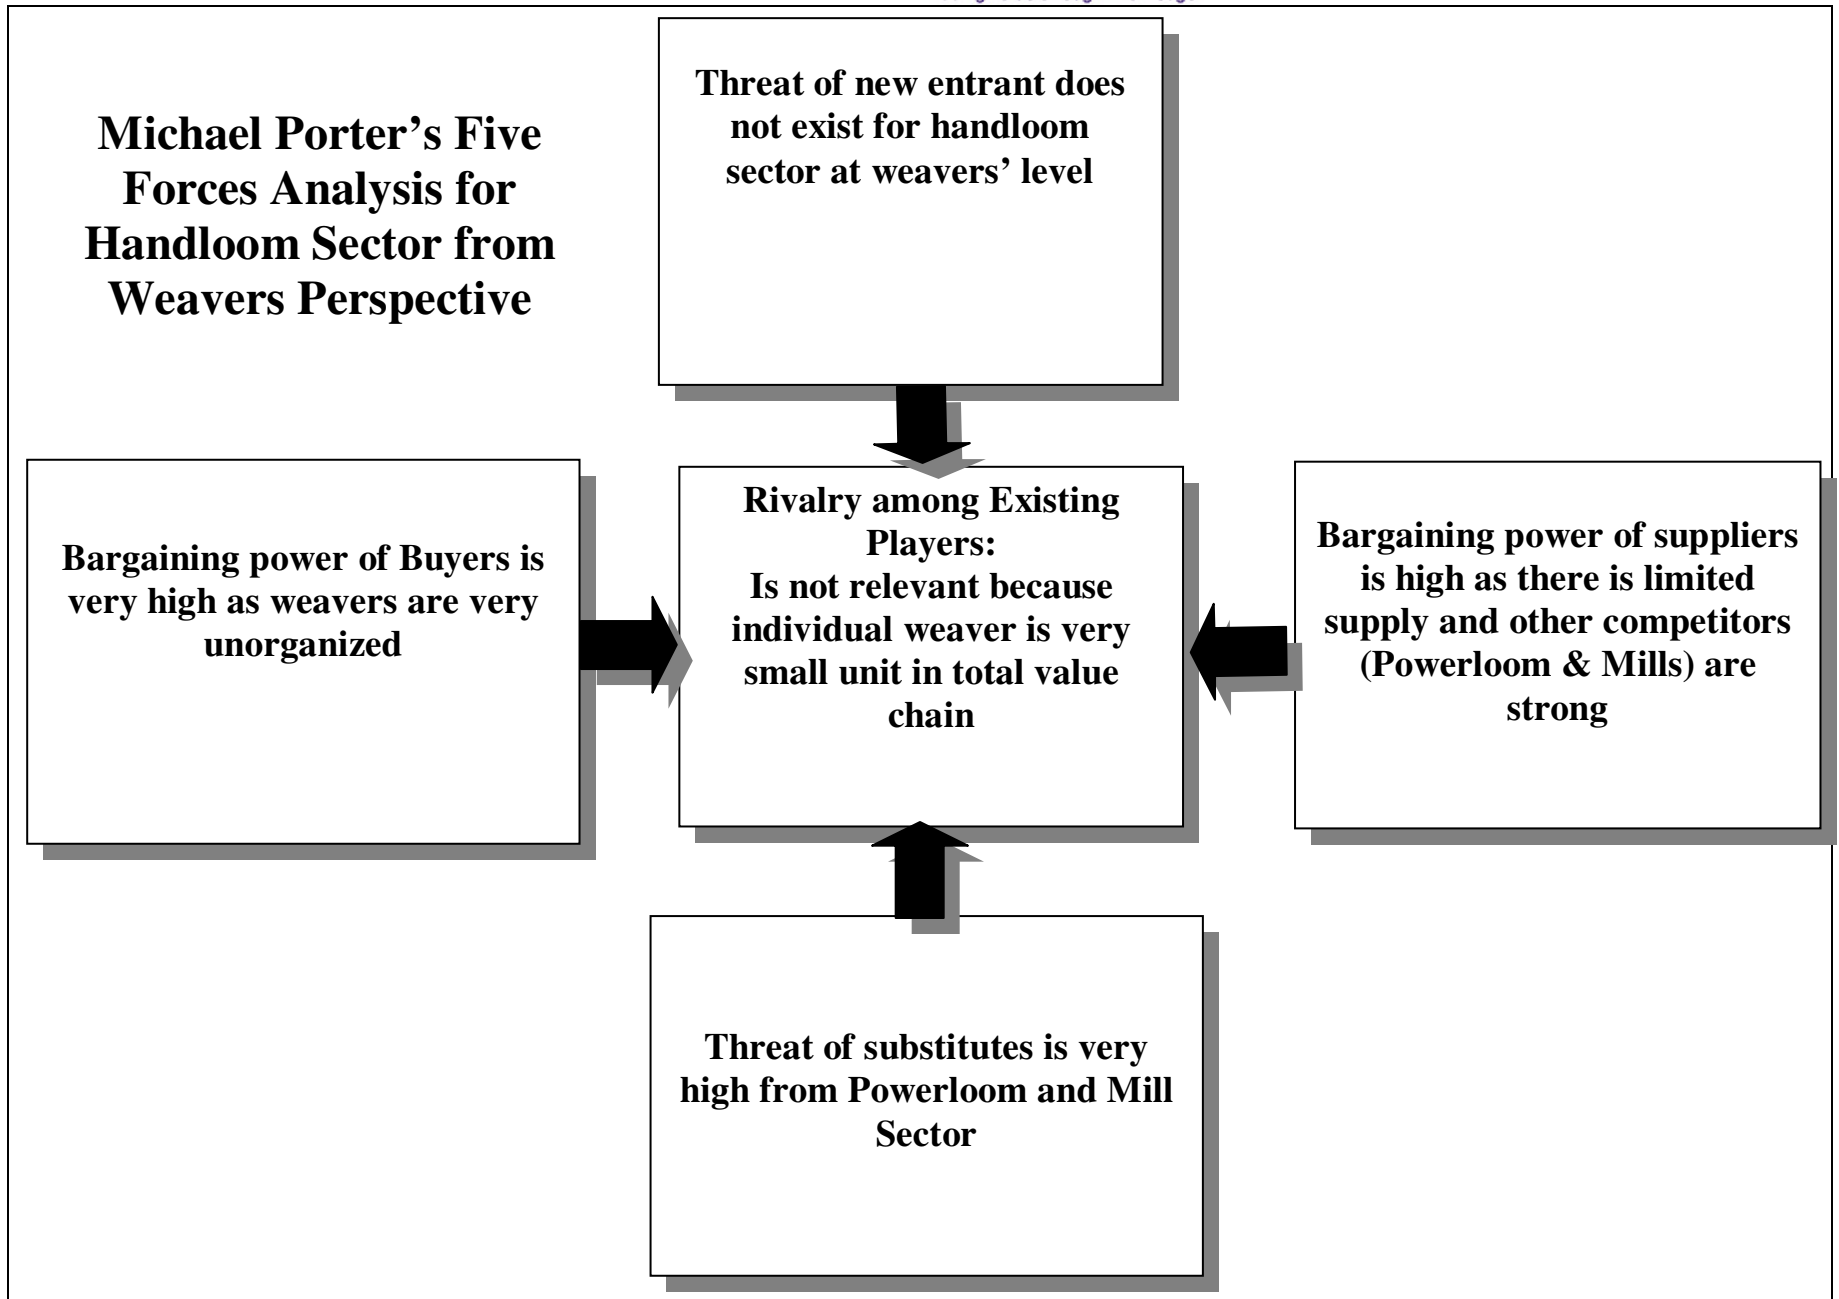 Michael Porter’s Five
Forces Analysis for
Handloom Sector from
Weavers Perspective
Threat of new entrant does
not exist for handloom
sector at weavers’ level
Bargaining power of Buyers is
very high as weavers are very
unorganized
Rivalry among Existing
Players:
Is not relevant because
individual weaver is very
small unit in total value
chain
Bargaining power of suppliers
is high as there is limited
supply and other competitors
(Powerloom & Mills) are
strong
Threat of substitutes is very
high from Powerloom and Mill
Sector